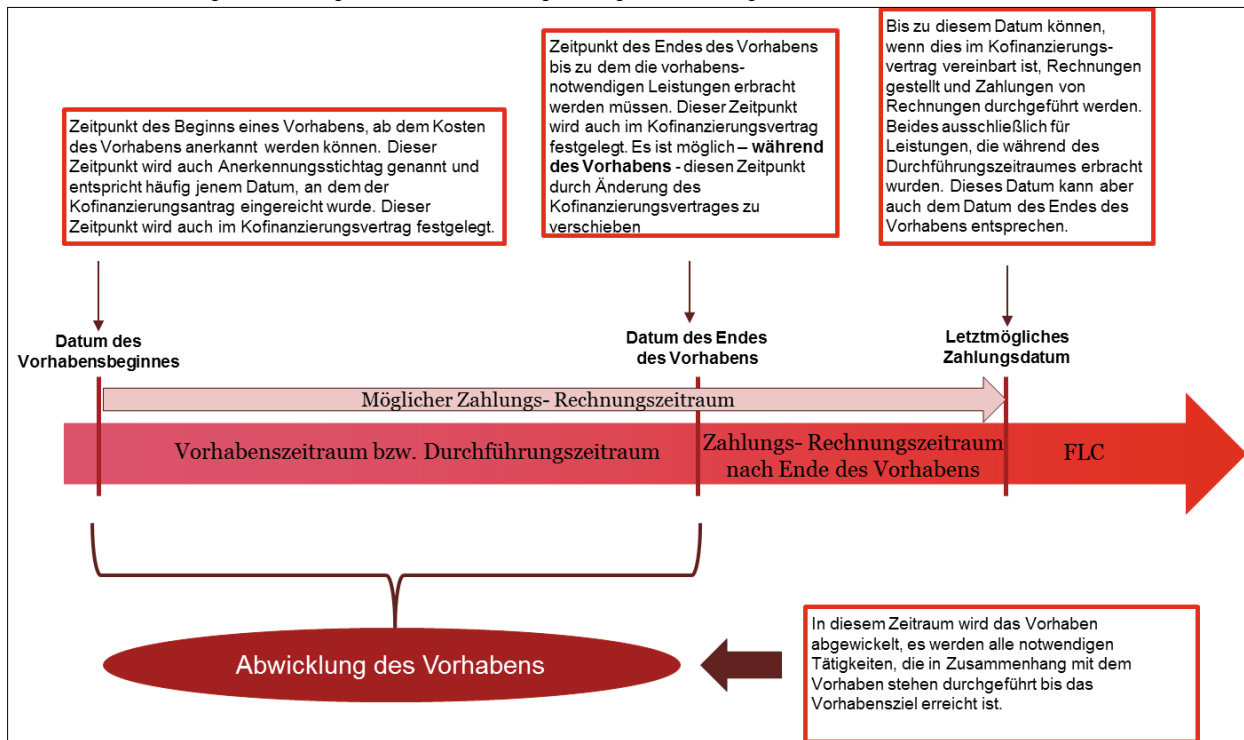 Zeitpunkt des Beginns eines Vorhabens, ab dem Kosten
des Vorhabens anerkannt werden können. Dieser
Zeitpunkt wird auch Anerkennungsstichtag genannt und
entspricht häufig jenem Datum, an dem der
Kofinanzierungsantrag eingereicht wurde. Dieser
Zeitpunkt wird auch im Kofinanzierungsvertrag festgelegt.
Zeitpunkt des Endes des Vorhabens
bis zu dem die vorhabens-
notwendigen Leistungen erbracht
werden müssen. Dieser Zeitpunkt
wird auch im Kofinanzierungsvertrag
festgelegt. Es ist möglich – während
des Vorhabens - diesen Zeitpunkt
durch Änderung des
Kofinanzierungsvertrages zu
verschieben
Bis zu diesem Datum können,
wenn dies im Kofinanzierungs-
vertrag vereinbart ist, Rechnungen
gestellt und Zahlungen von
Rechnungen durchgeführt werden.
Beides ausschließlich für
Leistungen, die während des
Durchführungszeitraumes erbracht
wurden. Dieses Datum kann aber
auch dem Datum des Endes des
Vorhabens entsprechen.
Datum des
Vorhabensbeginnes
Datum des Endes
des Vorhabens
Letztmögliches
Zahlungsdatum
Möglicher Zahlungs- Rechnungszeitraum
Vorhabenszeitraum bzw. Durchführungszeitraum
Zahlungs- Rechnungszeitraum
nach Ende des Vorhabens
FLC
Abwicklung des Vorhabens
In diesem Zeitraum wird das Vorhaben
abgewickelt, es werden alle notwendigen
Tätigkeiten, die in Zusammenhang mit dem
Vorhaben stehen durchgeführt bis das
Vorhabensziel erreicht ist.